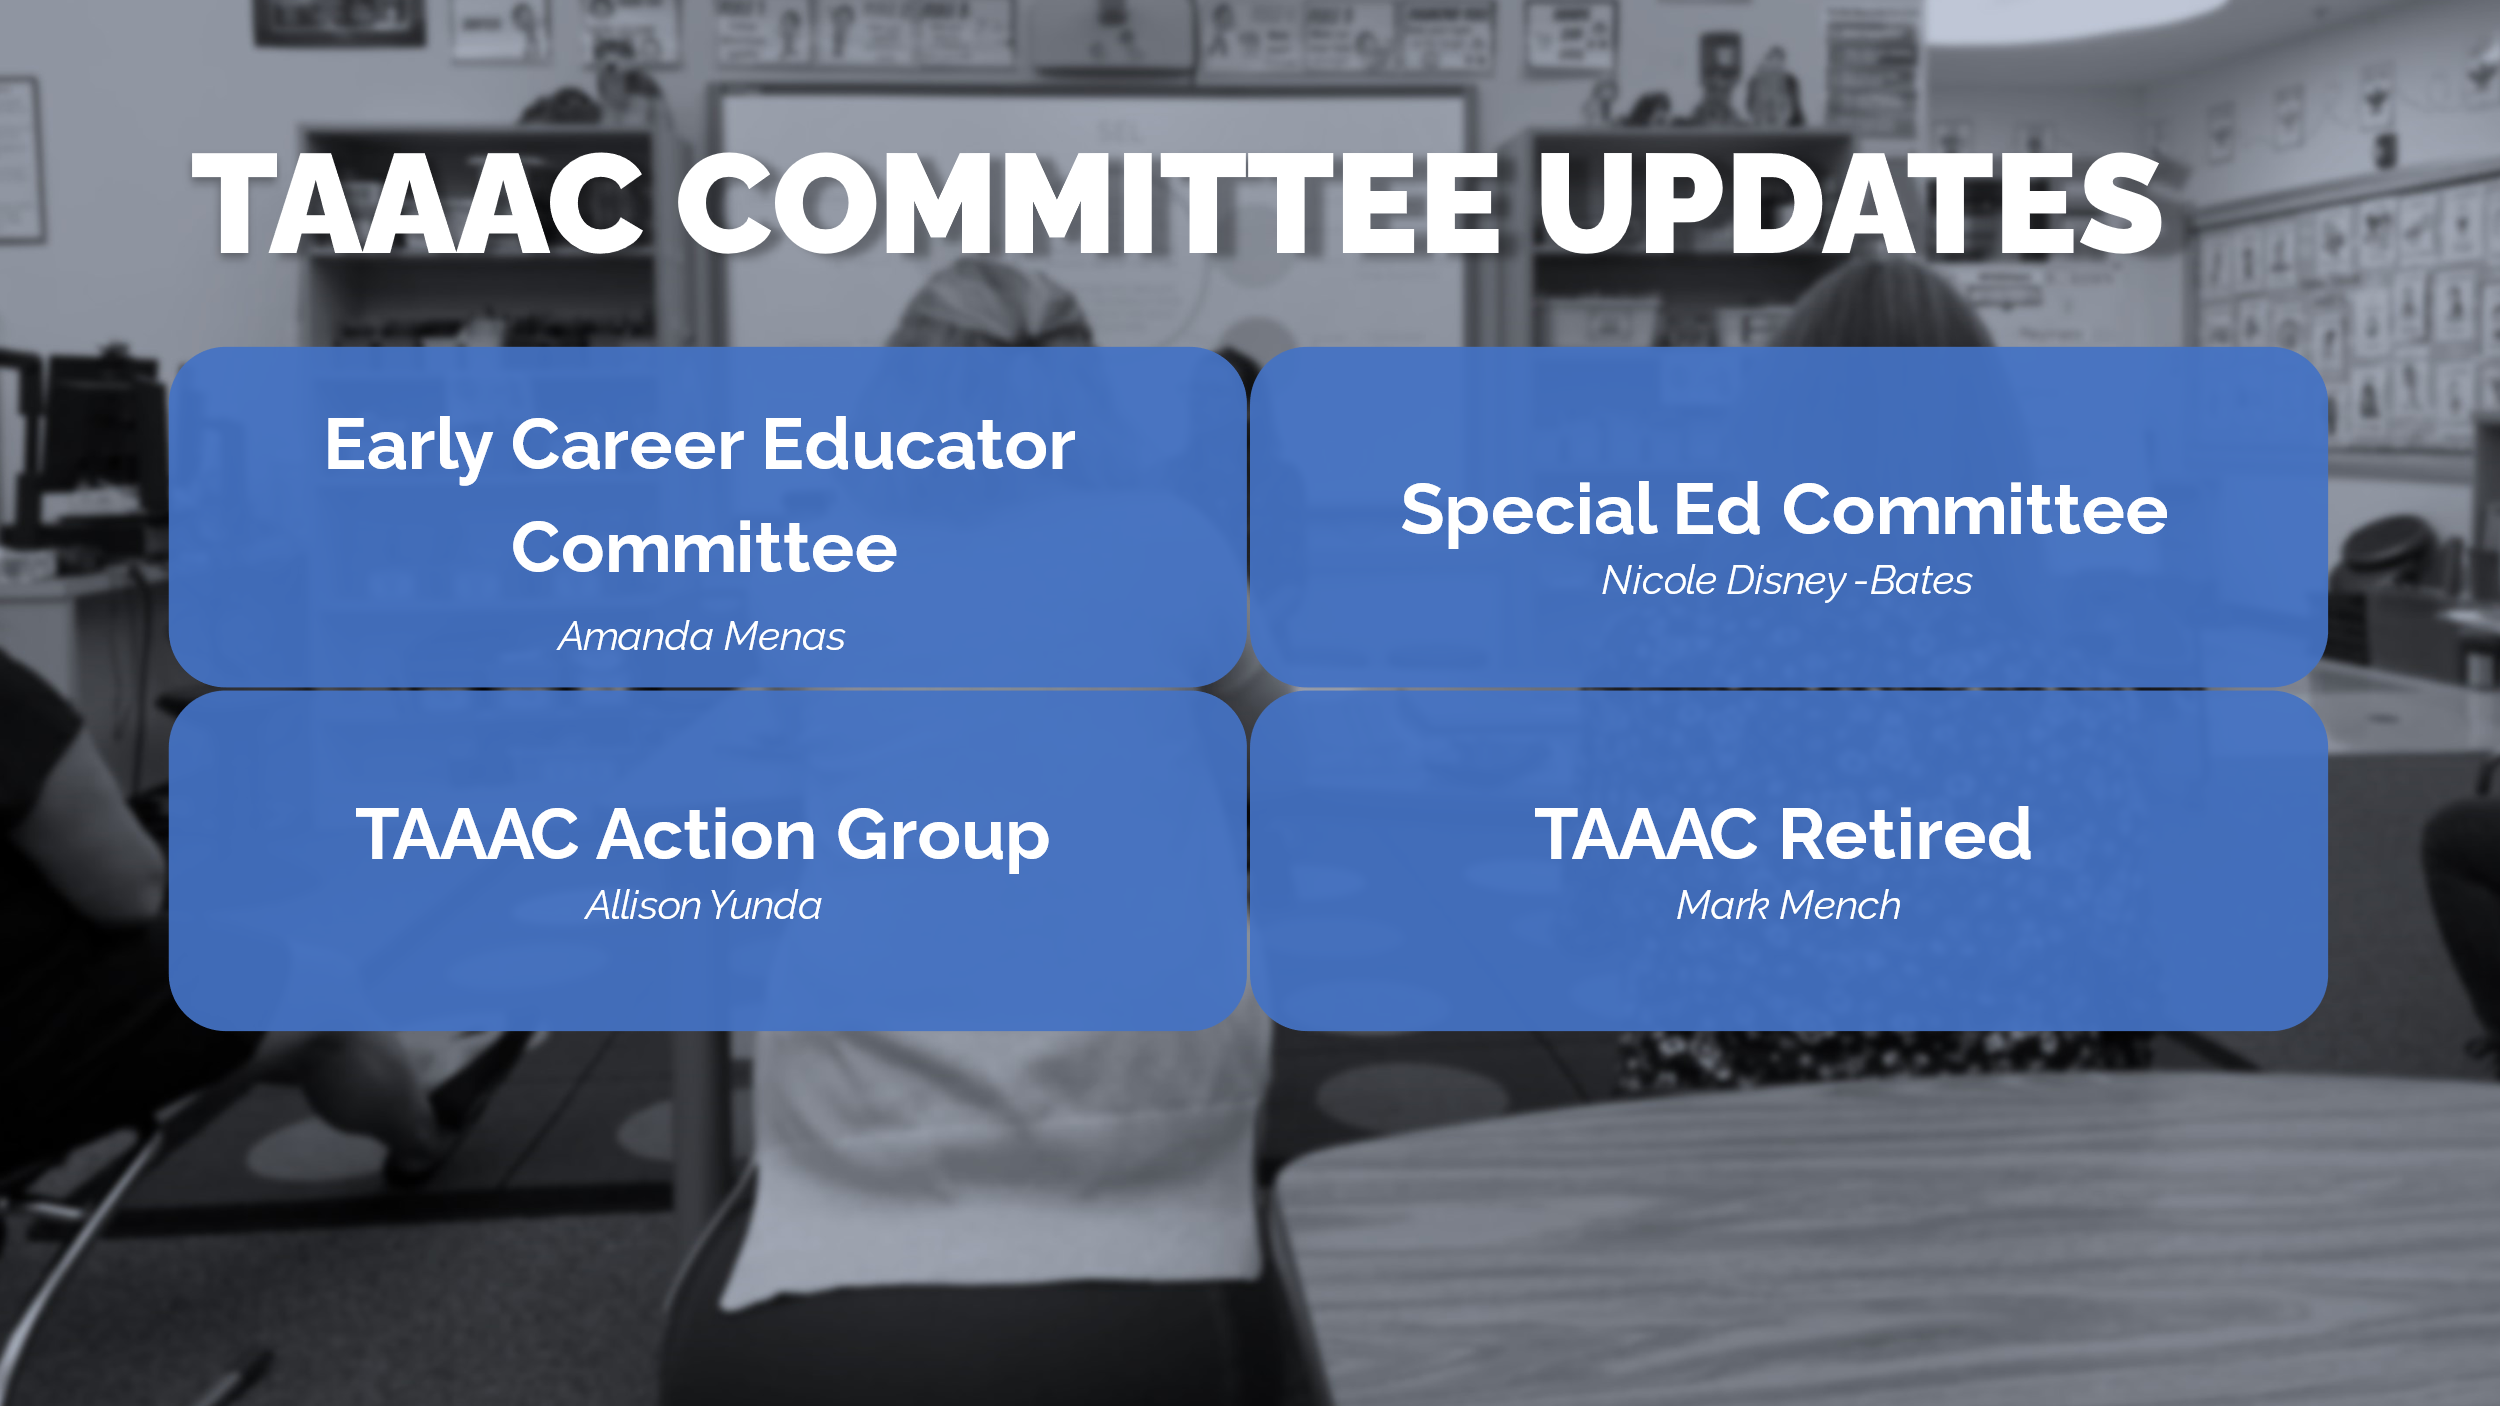 TAAAC COMMITTEE UPDATES
Early Career Educator
Committee
Amanda Menas
Special Ed Committee
Nicole Disney-Bates
TAAAC Action Group
Allison Yunda
TAAAC Retired
Mark Mench